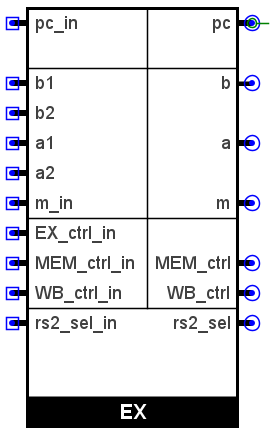 pc_in pc
b1 b
b2
a1 a
a2
m_in m
EX_ctrl_in
MEM_ctrl_in MEM_ctrl
WB_ctrl_in WB_ctrl
rs2_sel_in rs2_sel
EX